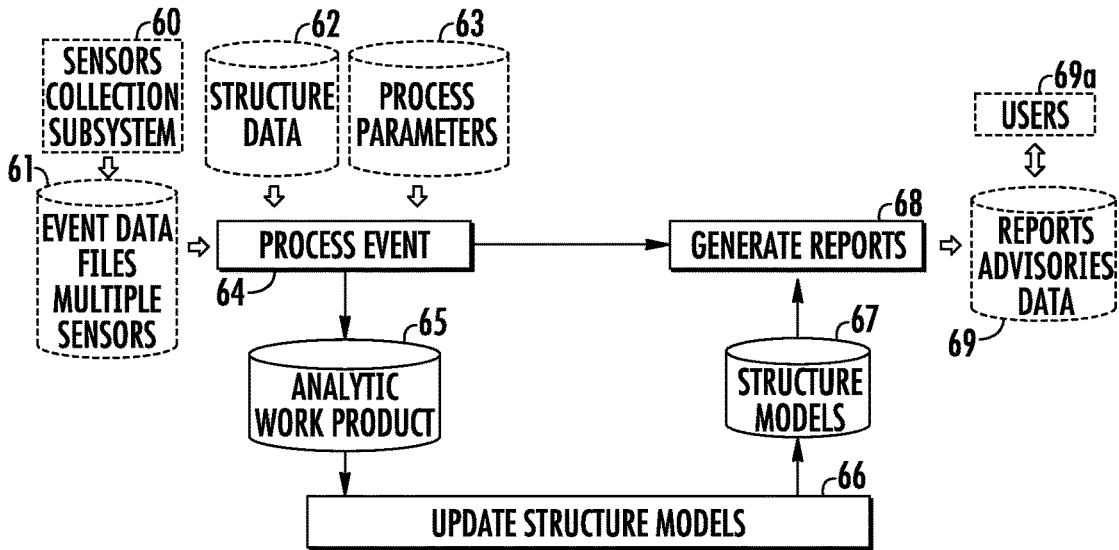 60
SENSORS
COLLECTION
SUBSYSTEM
62
STRUCTURE
DATA
63
PROCESS
PARAMETERS
69a
USERS
61
EVENT DATA
FILES
MULTIPLE
SENSORS
PROCESS EVENT
64
68
GENERATE REPORTS
REPORTS
ADVISORIES
DATA
69
65
ANALYTIC
WORK PRODUCT
67
STRUCTURE
MODELS
66
UPDATE STRUCTURE MODELS